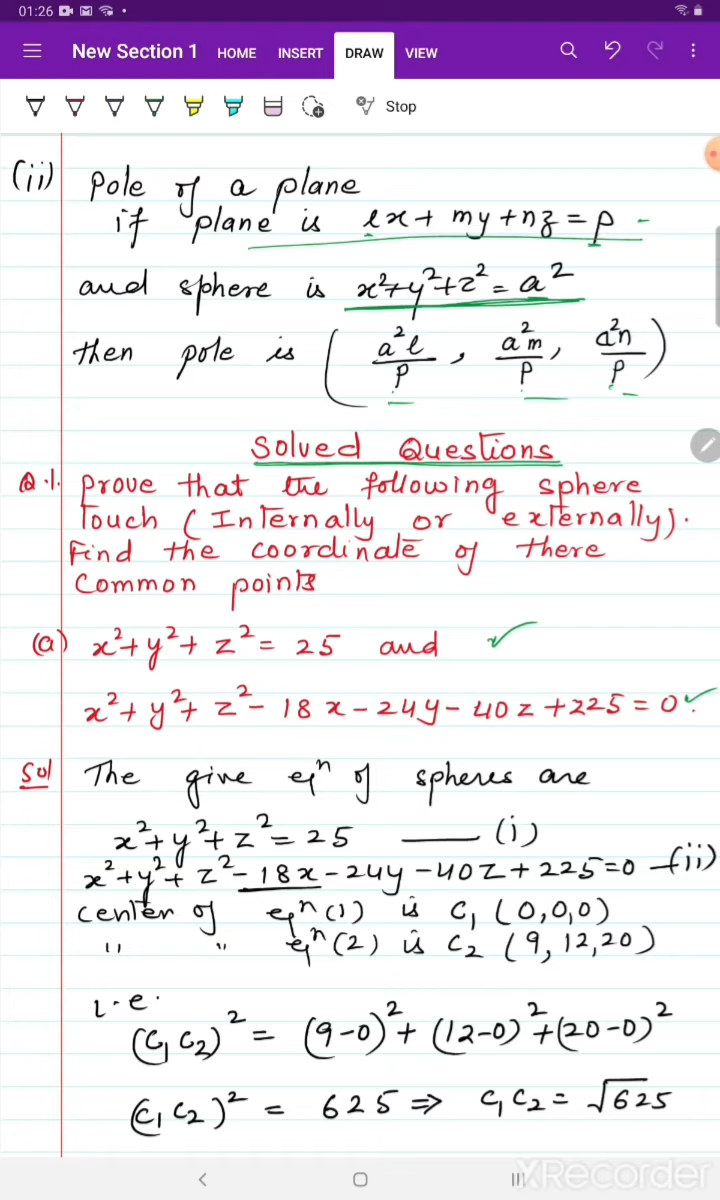 01:26
New Section 1 HOME INSERT DRAW VIEW
Stop
(ii) Pole of a plane
if plane is lx + my + nz = p
and sphere is x²+y²+z² = a²
then pole is (a²l/p, a²m/p, a²n/p)
Solved Questions
Q.1. Prove that the following sphere
Touch (Internally or externally).
Find the coordinate of there
Common points
(a) x²+y²+z² = 25 and
x²+y²+z²-18x-24y-40z+225=0
Sol The give eqⁿ of spheres are
x²+y²+z²=25 —— (i)
x²+y²+z²-18x-24y-40z+225=0 —(ii)
center of eqⁿ(1) is C₁ (0,0,0)
" " eqⁿ(2) is C₂ (9,12,20)
i.e.
(C₁C₂)² = (9-0)²+(12-0)²+(20-0)²
(C₁C₂)² = 625 ⇒ C₁C₂ = √625
XRecorder